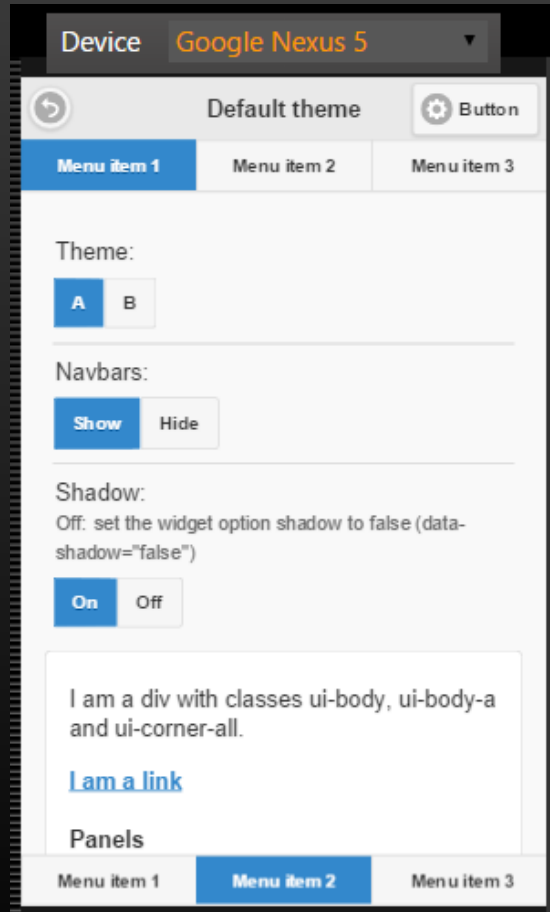 Device Google Nexus 5
Default theme Button
Menu item 1 Menu item 2 Menu item 3
Theme:
A B
Navbars:
Show Hide
Shadow:
Off: set the widget option shadow to false (data-
shadow="false")
On Off
I am a div with classes ui-body, ui-body-a
and ui-corner-all.
I am a link
Panels
Menu item 1 Menu item 2 Menu item 3